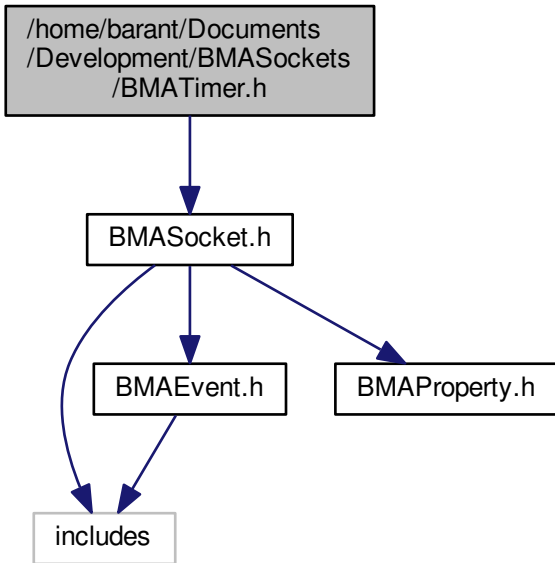 /home/barant/Documents
/Development/BMASockets
/BMATimer.h
BMASocket.h
BMAEvent.h
BMAProperty.h
includes